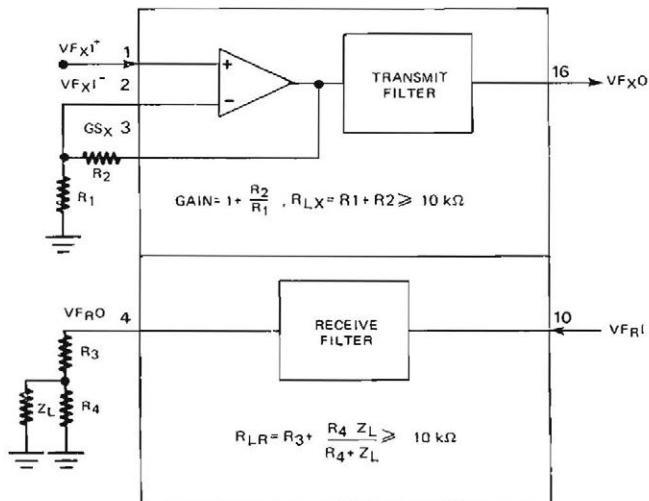 VFXI+ 1
VFXI- 2
+
-
GSX 3
R2
R1
TRANSMIT
FILTER
16 VFXO
GAIN= 1+ R2/R1 , RLX=R1+R2 ≥ 10 kΩ
VFRO 4
R3
ZL
R4
RECEIVE
FILTER
10 VFRI
RLR=R3+ R4 ZL/R4+ZL ≥ 10 kΩ